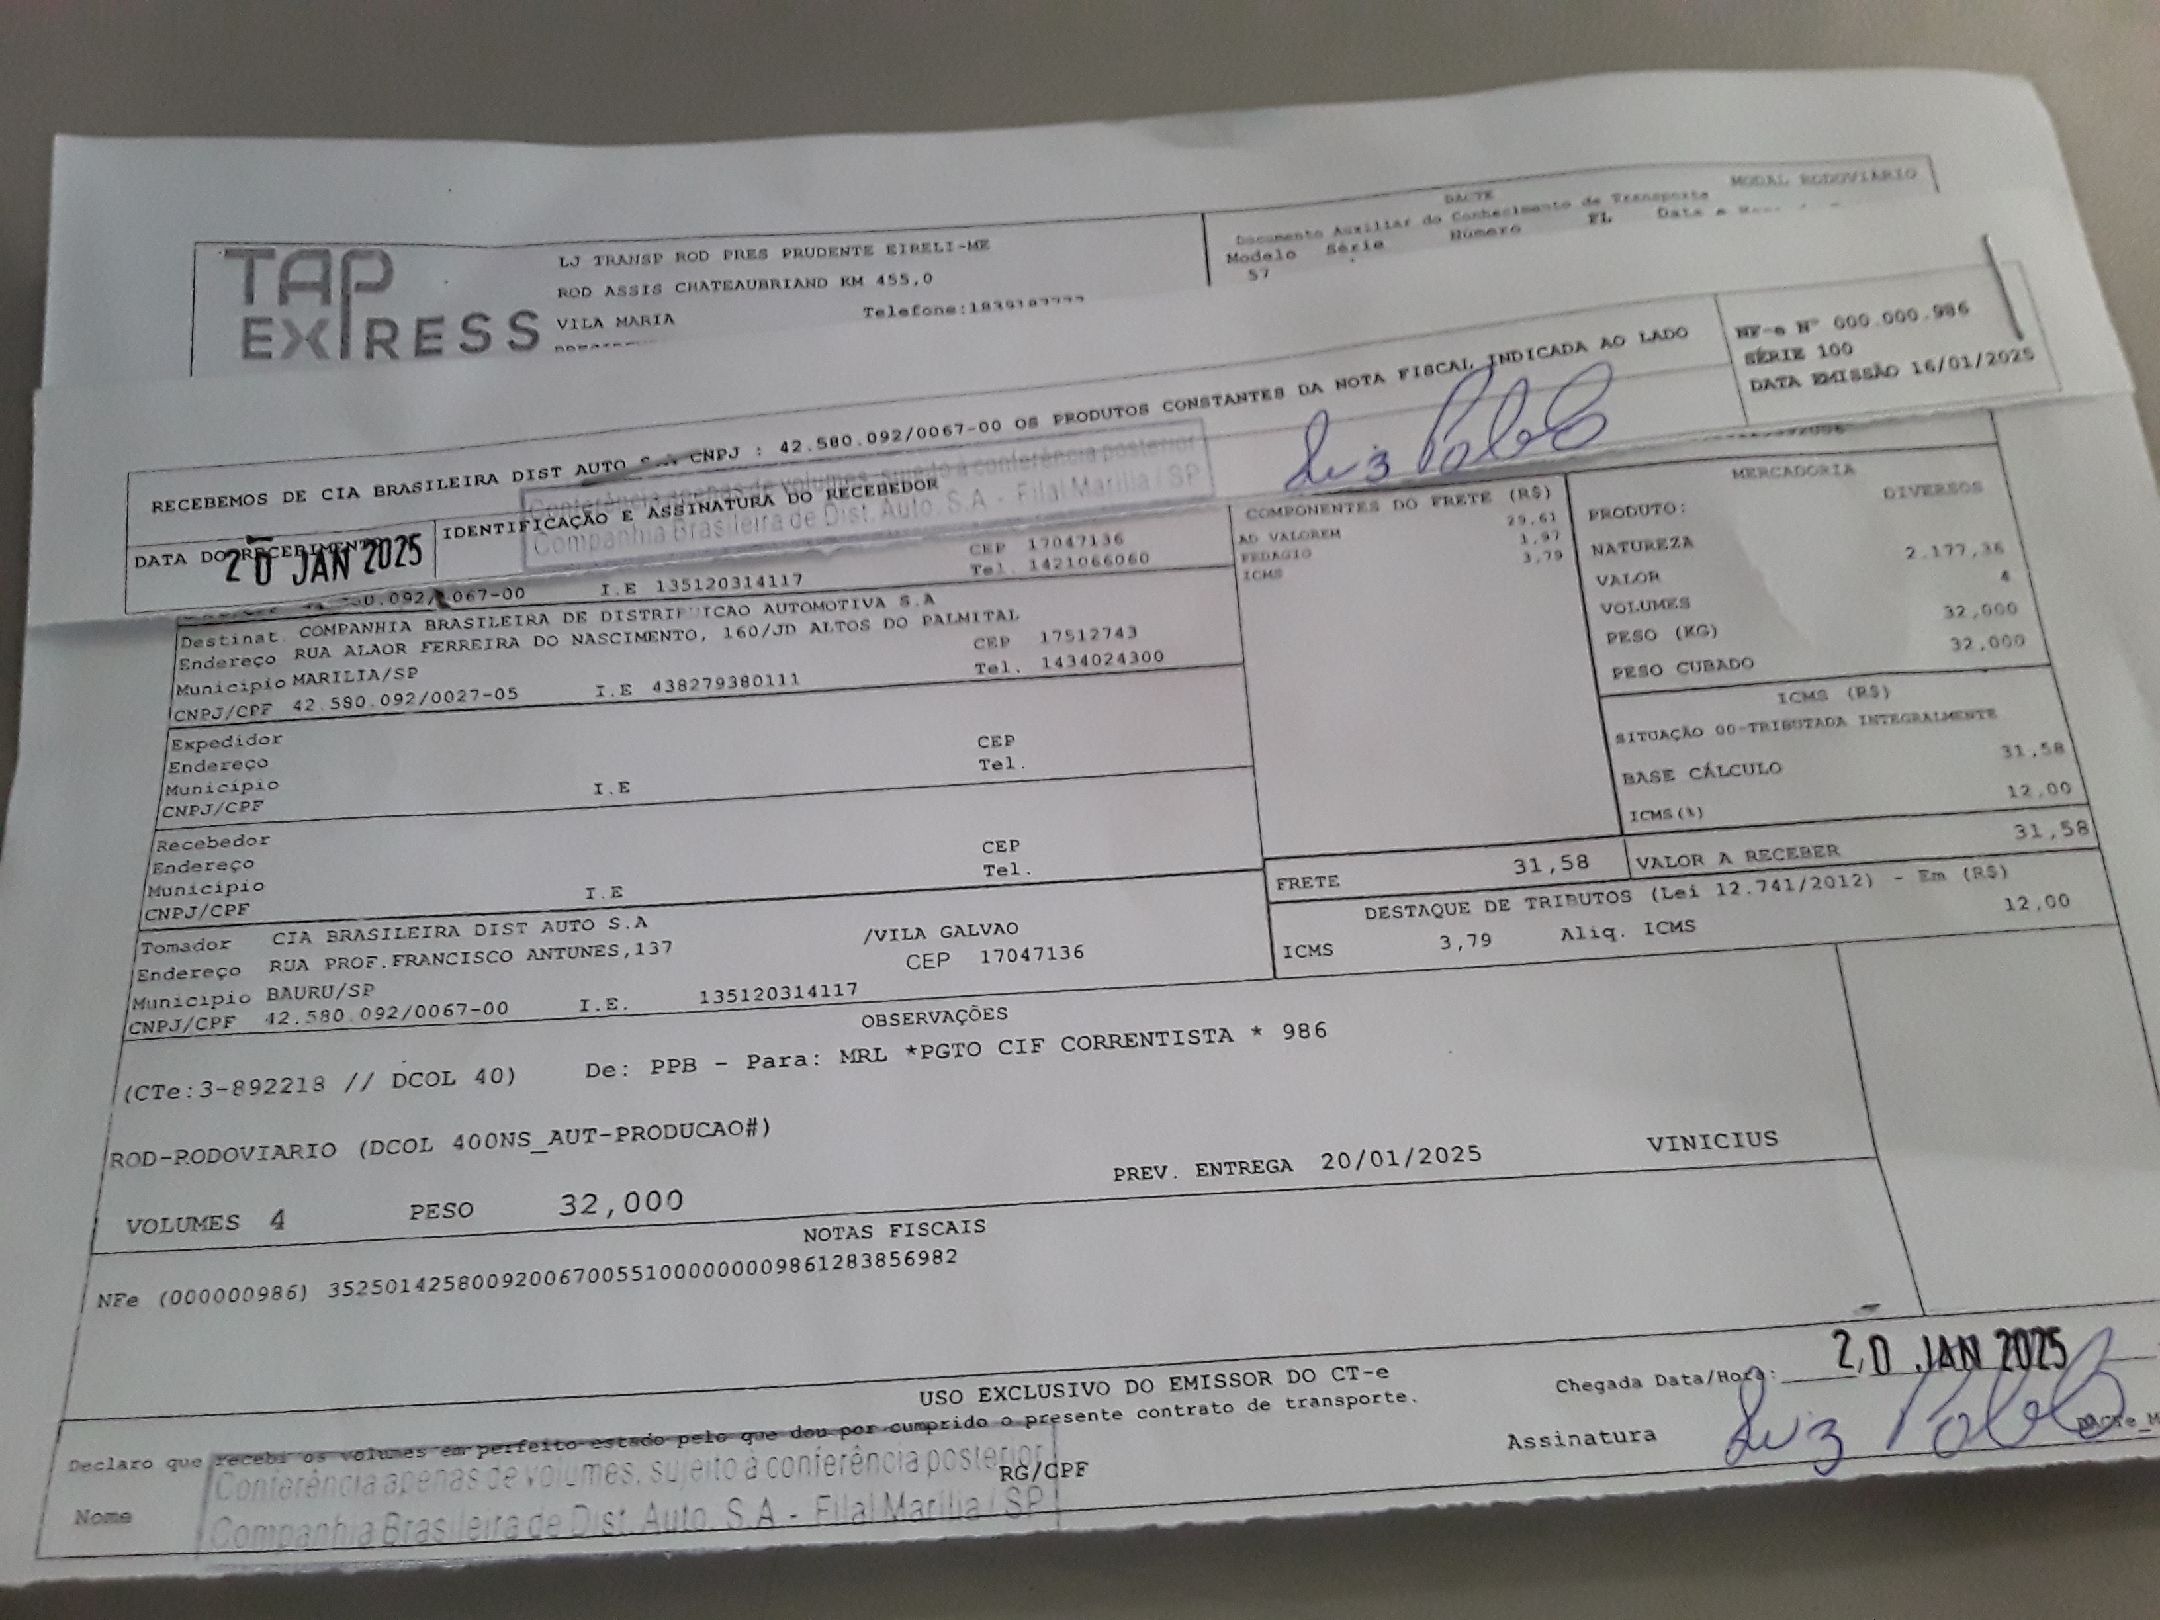 TAP
EXPRESS
LJ TRANSP ROD PRES PRUDENTE EIRELI-ME
ROD ASSIS CHATEAUBRIAND KM 455,0
VILA MARIA Telefone:
DACTE MODAL RODOVIÁRIO
Documento Auxiliar do Conhecimento de Transporte
Modelo Série Número FL Data e
57
RECEBEMOS DE CIA BRASILEIRA DIST AUTO S.A. CNPJ : 42.580.092/0067-00 OS PRODUTOS CONSTANTES DA NOTA FISCAL INDICADA AO LADO
NF-e Nº 000.000.986
SÉRIE 100
DATA EMISSÃO 16/01/2025
DATA DO RECEBIMENTO
20 JAN 2025
IDENTIFICAÇÃO E ASSINATURA DO RECEBEDOR
Conferência apenas de volumes, sujeito à conferência posterior
Companhia Brasileira de Dist. Auto. S.A - Filal Marília / SP
CEP 17047136
.092/0067-00 I.E 135120314117 Tel. 1421066060
Destinat. COMPANHIA BRASILEIRA DE DISTRIBUICAO AUTOMOTIVA S.A
Endereço RUA ALAOR FERREIRA DO NASCIMENTO, 160/JD ALTOS DO PALMITAL
Município MARILIA/SP CEP 17512743
CNPJ/CPF 42.580.092/0027-05 I.E 438279380111 Tel. 1434024300
Expedidor
Endereço CEP
Município Tel.
CNPJ/CPF I.E
Recebedor
Endereço CEP
Município Tel.
CNPJ/CPF I.E
Tomador CIA BRASILEIRA DIST AUTO S.A
Endereço RUA PROF.FRANCISCO ANTUNES,137 /VILA GALVAO
Município BAURU/SP CEP 17047136
CNPJ/CPF 42.580.092/0067-00 I.E. 135120314117
COMPONENTES DO FRETE (R$)
29,61
AD VALOREM 1,97
PEDAGIO 3,79
ICMS
FRETE 31,58
MERCADORIA
PRODUTO: DIVERSOS
NATUREZA
VALOR 2.177,36
VOLUMES 4
PESO (KG) 32,000
PESO CUBADO 32,000
ICMS (R$)
SITUAÇÃO 00-TRIBUTADA INTEGRALMENTE
BASE CÁLCULO 31,58
ICMS(%) 12,00
VALOR A RECEBER 31,58
DESTAQUE DE TRIBUTOS (Lei 12.741/2012) - Em (R$)
ICMS 3,79 Aliq. ICMS 12,00
OBSERVAÇÕES
(CTe:3-892218 // DCOL 40) De: PPB - Para: MRL *PGTO CIF CORRENTISTA * 986
ROD-RODOVIARIO (DCOL 400NS_AUT-PRODUCAO#)
PREV. ENTREGA 20/01/2025 VINICIUS
VOLUMES 4 PESO 32,000
NOTAS FISCAIS
NFe (000000986) 35250142580092006700551000000009861283856982
USO EXCLUSIVO DO EMISSOR DO CT-e
Declaro que recebi os volumes em perfeito estado pelo que dou por cumprido o presente contrato de transporte.
Chegada Data/Hora: 20 JAN 2025
Nome RG/CPF Assinatura Luiz
Conferência apenas de volumes, sujeito à conferência posterior
Companhia Brasileira de Dist. Auto. S.A - Filal Marília / SP